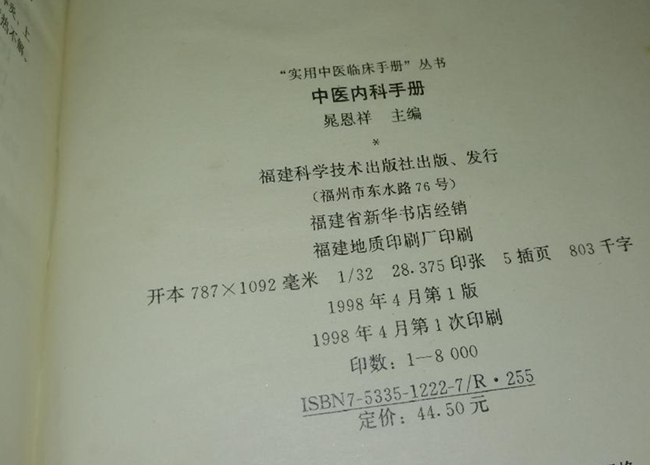 上
热不解、
“实用中医临床手册”丛书
中医内科手册
晁恩祥 主编
*
福建科学技术出版社出版、发行
(福州市东水路76号)
福建省新华书店经销
福建地质印刷厂印刷
开本 787×1092 毫米 1/32 28.375 印张 5 插页 803 千字
1998 年 4 月第 1 版
1998 年 4 月第 1 次印刷
印数：1—8 000
ISBN7-5335-1222-7/R·255
定价：44.50 元